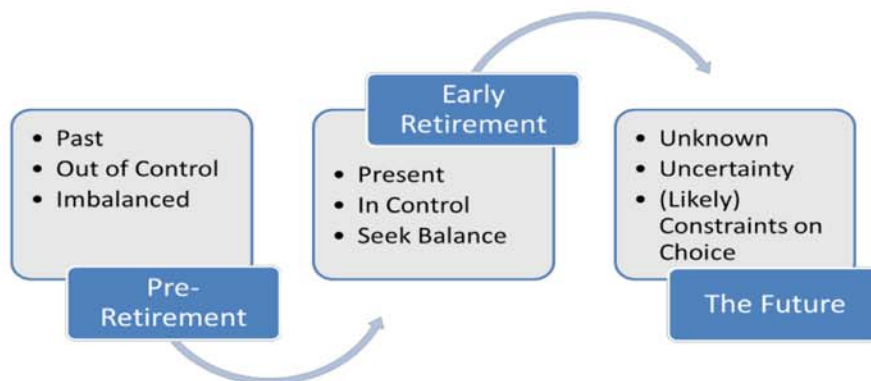 • Past
• Out of Control
• Imbalanced
Pre-
Retirement
Early
Retirement
• Present
• In Control
• Seek Balance
• Unknown
• Uncertainty
• (Likely)
Constraints on
Choice
The Future